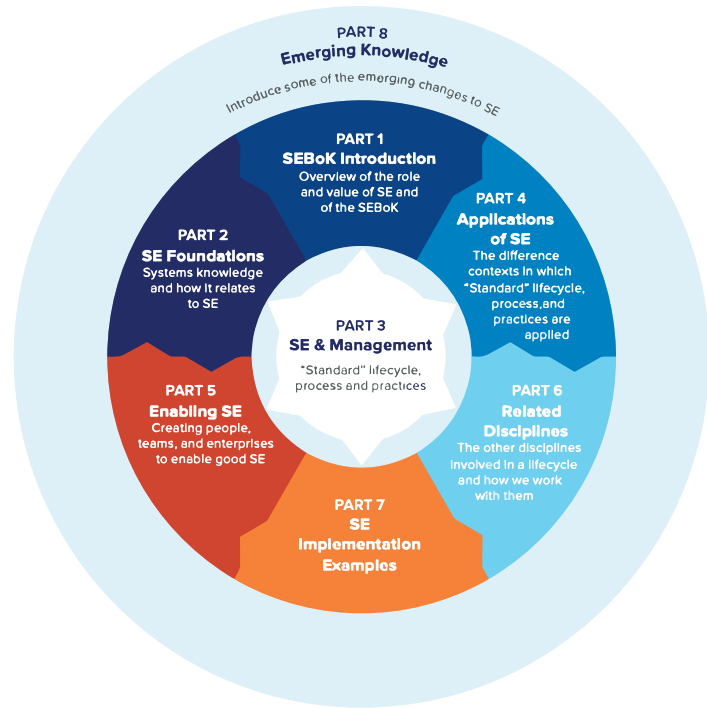 PART 8
Emerging Knowledge
Introduce some of the emerging changes to SE
PART 1
SEBoK Introduction
Overview of the role
and value of SE and
of the SEBoK
PART 2
SE Foundations
Systems knowledge
and how it relates
to SE
PART 4
Applications
of SE
The difference
contexts in which
"Standard" lifecycle,
process,and
practices are
applied
PART 3
SE & Management
"Standard" lifecycle,
process and practices
PART 5
Enabling SE
Creating people,
teams, and enterprises
to enable good SE
PART 6
Related
Disciplines
The other disciplines
involved in a lifecycle
and how we work
with them
PART 7
SE
Implementation
Examples